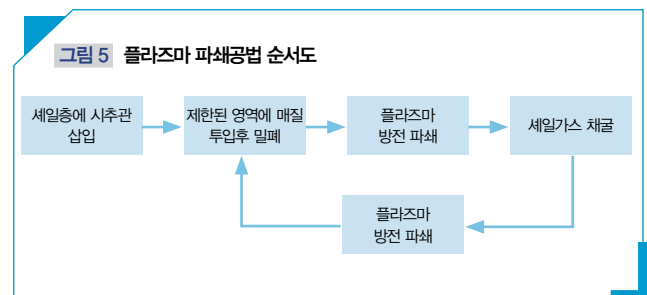 그림 5 플라즈마 파쇄공법 순서도
셰일층에 시추관
삽입
제한된 영역에 매질
투입후 밀폐
플라즈마
방전 파쇄
셰일가스 채굴
플라즈마
방전 파쇄